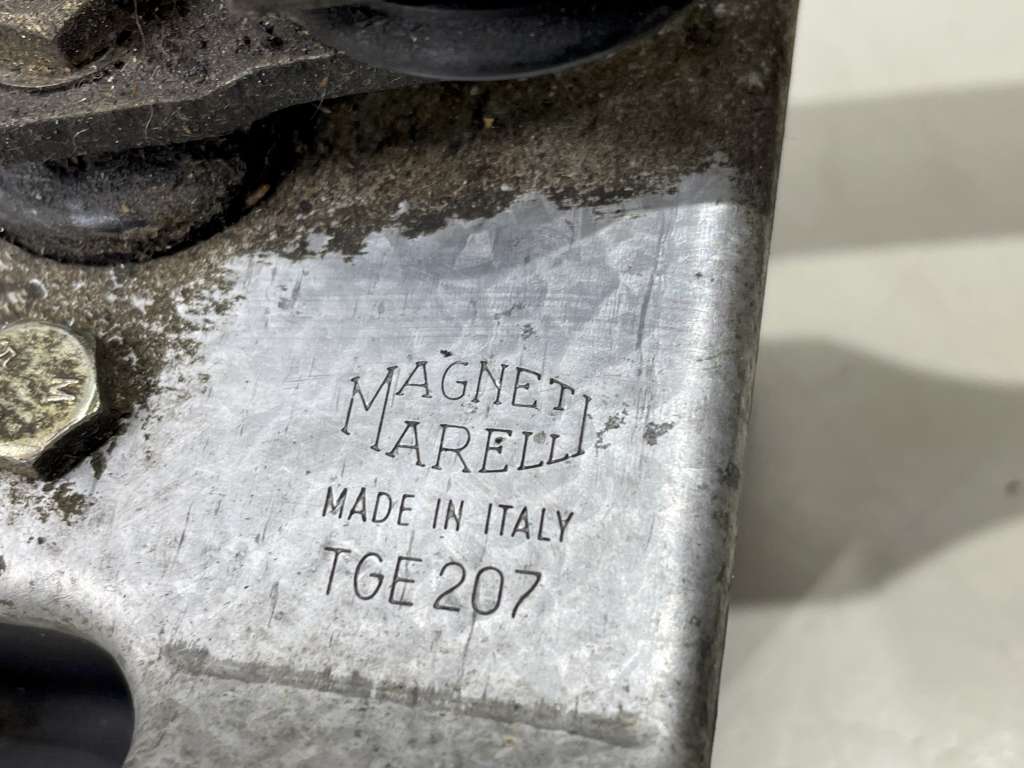 MAGNETI
MARELLI
MADE IN ITALY
TGE 207